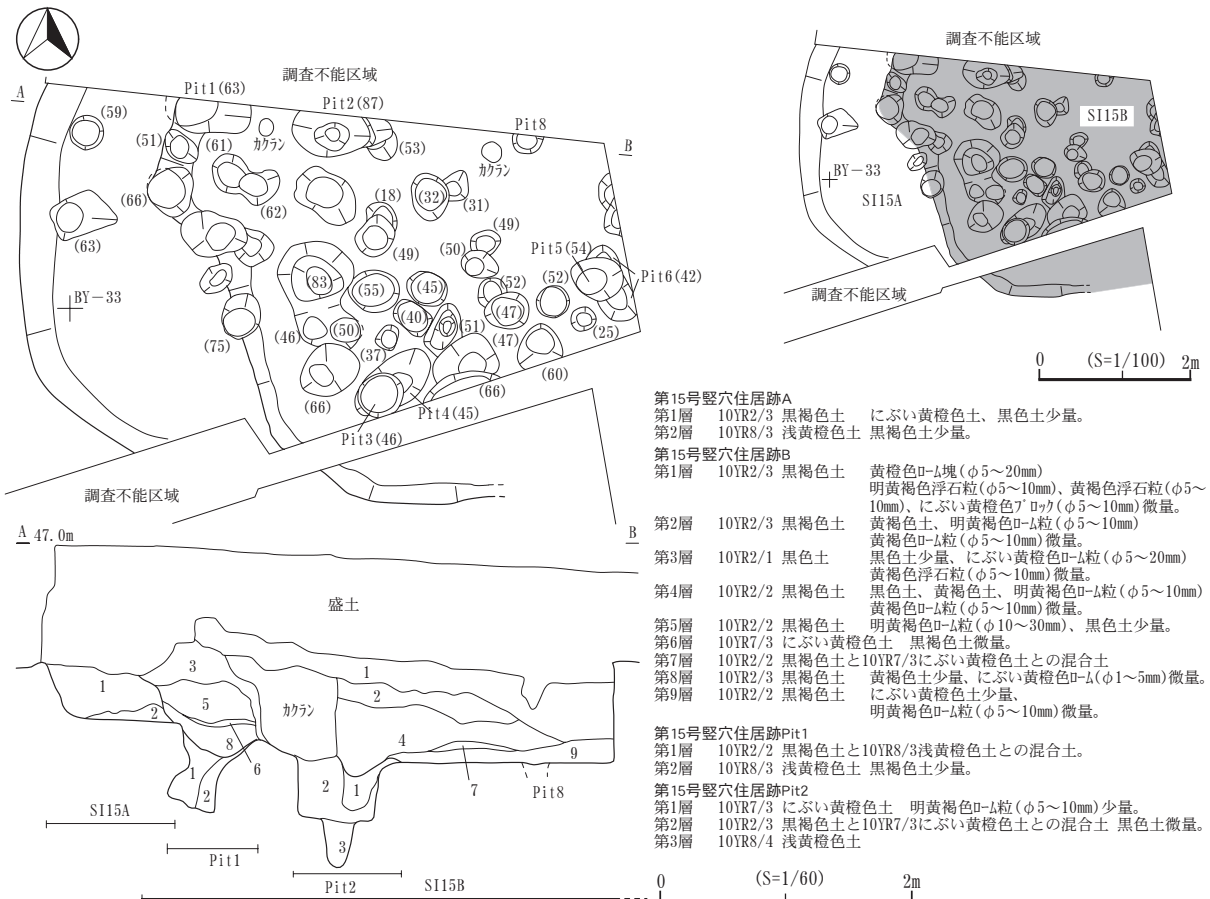 調査不能区域
A
Pit1(63)
Pit2(87)
Pit8
B
(59)
(51)
(61)
カクラン
(53)
カクラン
(66)
(62)
(18)
(32)
(31)
(63)
(49)
(49)
(50)
Pit5(54)
Pit6(42)
(83)
(55)
(45)
(52)
(52)
BY－33
(47)
(40)
(51)
(75)
(46)
(50)
(37)
(47)
(25)
(60)
(66)
(66)
Pit4(45)
Pit3(46)
調査不能区域
調査不能区域
SI15B
BY－33
SI15A
調査不能区域
0 (S=1/100) 2m
A 47.0m
B
盛土
3
1
1
5
カクラン
2
2
8
6
4
9
7
1
2
2
1
3
Pit8
SI15A
Pit1
Pit2
SI15B
第15号竪穴住居跡A
第1層 10YR2/3 黒褐色土 にぶい黄橙色土、黒色土少量。
第2層 10YR8/3 浅黄橙色土 黒褐色土少量。
第15号竪穴住居跡B
第1層 10YR2/3 黒褐色土 黄橙色ﾛｰﾑ塊(φ5～20mm)
明黄褐色浮石粒(φ5～10mm)、黄褐色浮石粒(φ5～
10mm)、にぶい黄橙色ﾌﾞﾛｯｸ(φ5～10mm)微量。
第2層 10YR2/3 黒褐色土 黄褐色土、明黄褐色ﾛｰﾑ粒(φ5～10mm)
黄褐色ﾛｰﾑ粒(φ5～10mm)微量。
第3層 10YR2/1 黒色土 黒色土少量、にぶい黄橙色ﾛｰﾑ粒(φ5～20mm)
黄褐色浮石粒(φ5～10mm)微量。
第4層 10YR2/2 黒褐色土 黒色土、黄褐色土、明黄褐色ﾛｰﾑ粒(φ5～10mm)
黄褐色ﾛｰﾑ粒(φ5～10mm)微量。
第5層 10YR2/2 黒褐色土 明黄褐色ﾛｰﾑ粒(φ10～30mm)、黒色土少量。
第6層 10YR7/3 にぶい黄橙色土 黒褐色土微量。
第7層 10YR2/2 黒褐色土と10YR7/3にぶい黄橙色土との混合土
第8層 10YR2/3 黒褐色土 黄褐色土少量、にぶい黄橙色ﾛｰﾑ(φ1～5mm)微量。
第9層 10YR2/2 黒褐色土 にぶい黄橙色土少量、
明黄褐色ﾛｰﾑ粒(φ5～10mm)微量。
第15号竪穴住居跡Pit1
第1層 10YR2/2 黒褐色土と10YR8/3浅黄橙色土との混合土。
第2層 10YR8/3 浅黄橙色土 黒褐色土少量。
第15号竪穴住居跡Pit2
第1層 10YR7/3 にぶい黄橙色土 明黄褐色ﾛｰﾑ粒(φ5～10mm)少量。
第2層 10YR2/3 黒褐色土と10YR7/3にぶい黄橙色土との混合土 黒色土微量。
第3層 10YR8/4 浅黄橙色土
0 (S=1/60) 2m